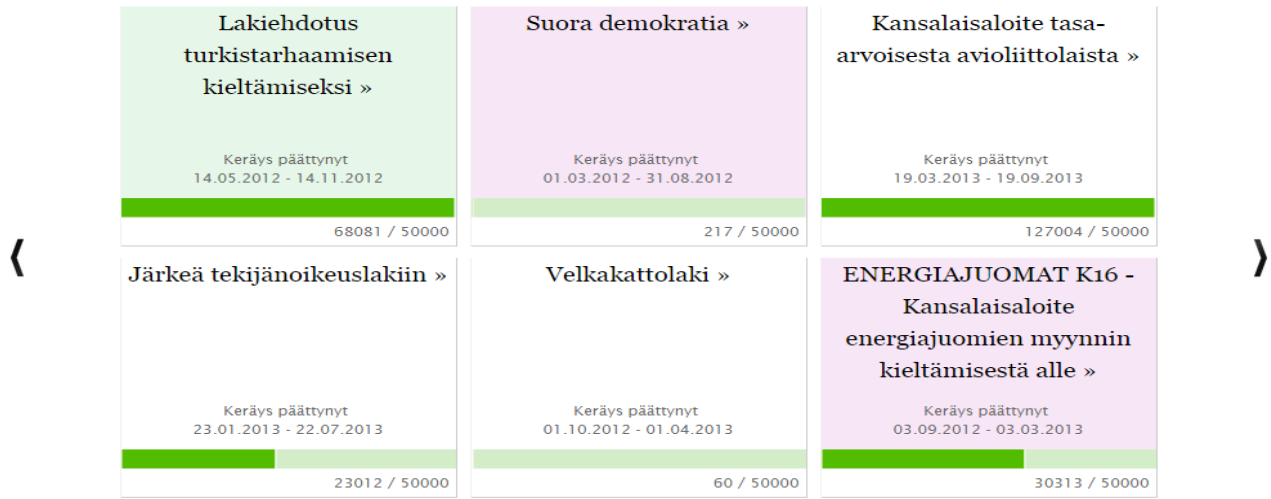 Lakiehdotus
turkistarhaamisen
kieltämiseksi »
Keräys päättynyt
14.05.2012 - 14.11.2012
68081 / 50000
Suora demokratia »
Keräys päättynyt
01.03.2012 - 31.08.2012
217 / 50000
Kansalaisaloite tasa-
arvoisesta avioliittolaista »
Keräys päättynyt
19.03.2013 - 19.09.2013
127004 / 50000
Järkeä tekijänoikeuslakiin »
Keräys päättynyt
23.01.2013 - 22.07.2013
23012 / 50000
Velkakattolaki »
Keräys päättynyt
01.10.2012 - 01.04.2013
60 / 50000
ENERGIAJUOMAT K16 -
Kansalaisaloite
energiajuomien myynnin
kieltämisestä alle »
Keräys päättynyt
03.09.2012 - 03.03.2013
30313 / 50000